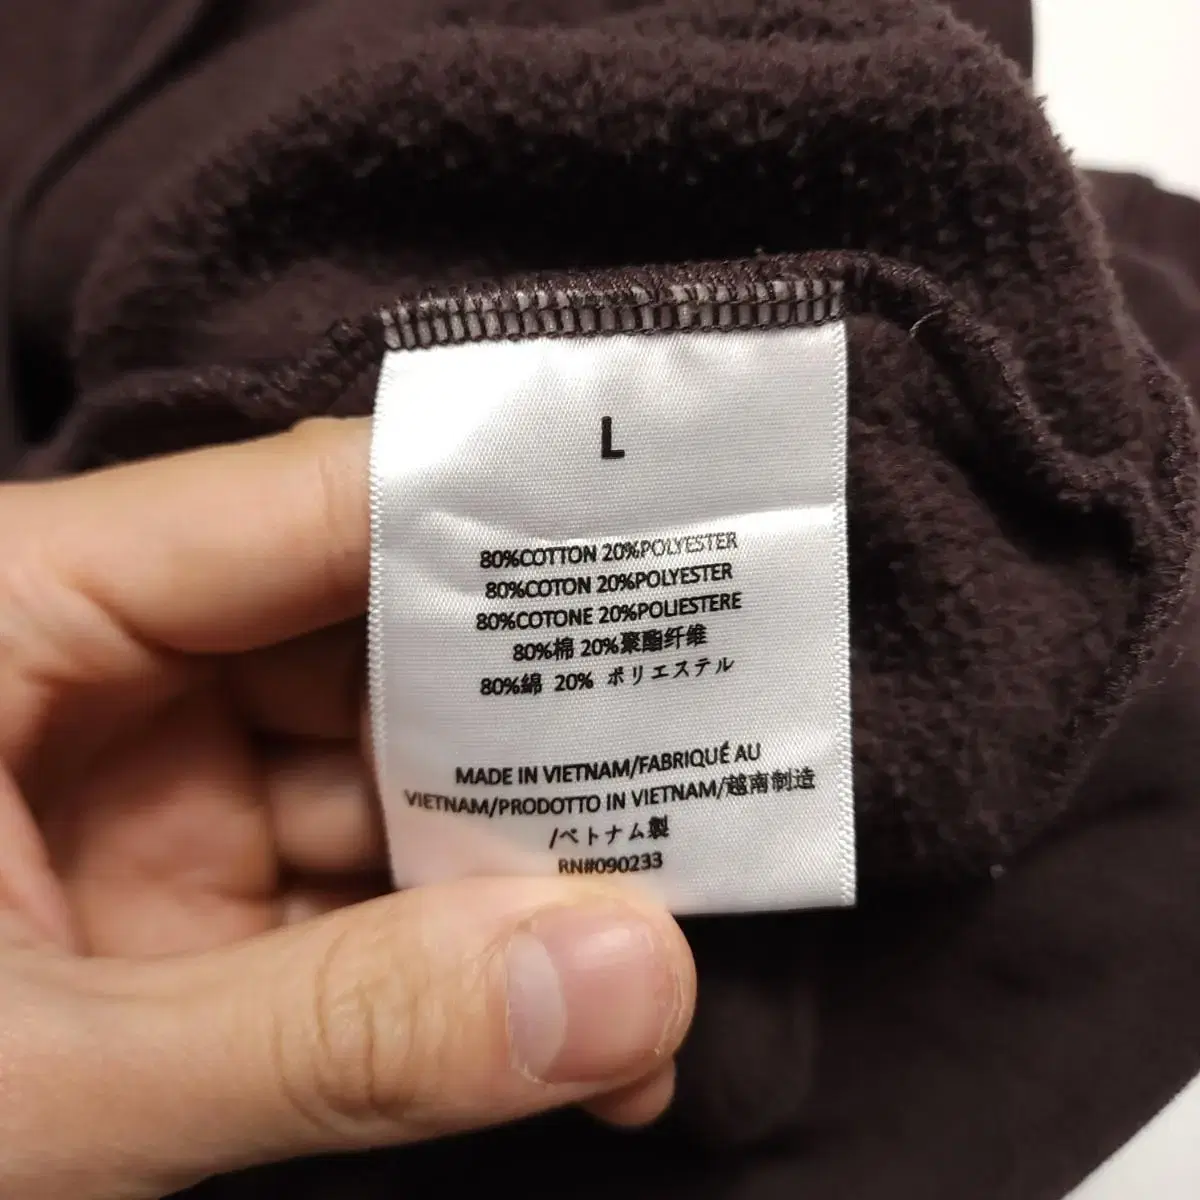 L
80%COTTON 20%POLYESTER
80%COTON 20%POLYESTER
80%COTONE 20%POLIESTERE
80%棉 20%聚酯纤维
80%綿 20% ポリエステル
MADE IN VIETNAM/FABRIQUÉ AU
VIETNAM/PRODOTTO IN VIETNAM/越南制造
/ベトナム製
RN#090233